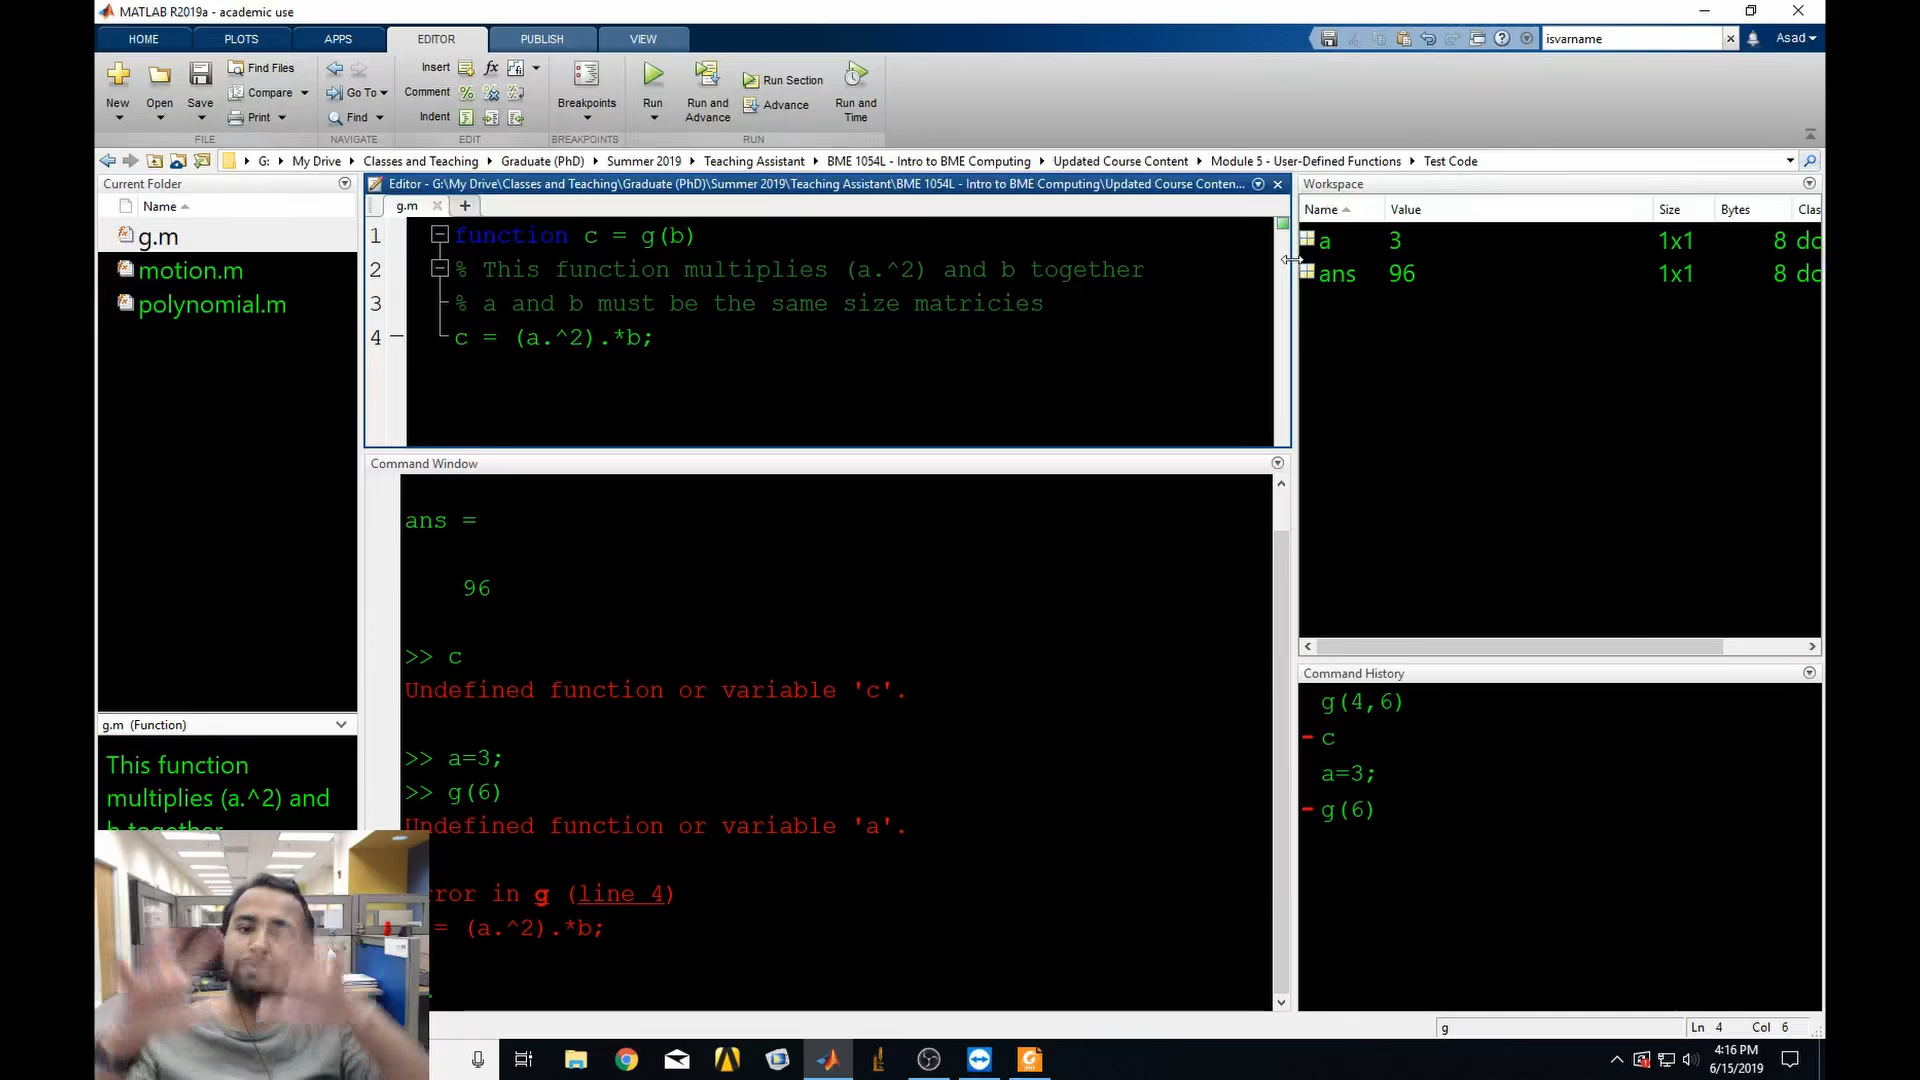 MATLAB R2019a - academic use
HOME PLOTS APPS EDITOR PUBLISH VIEW
isvarname
Asad
New
Open
Save
Find Files
Compare
Print
FILE
Go To
Find
NAVIGATE
Insert
Comment
Indent
EDIT
Breakpoints
BREAKPOINTS
Run
Run and Advance
Run Section
Advance
Run and Time
RUN
G: My Drive Classes and Teaching Graduate (PhD) Summer 2019 Teaching Assistant BME 1054L - Intro to BME Computing Updated Course Content Module 5 - User-Defined Functions Test Code
Current Folder
Name
g.m
motion.m
polynomial.m
g.m (Function)
This function
multiplies (a.^2) and
b together
Editor - G:\My Drive\Classes and Teaching\Graduate (PhD)\Summer 2019\Teaching Assistant\BME 1054L - Intro to BME Computing\Updated Course Conten...
g.m
1 function c = g(b)
2 % This function multiplies (a.^2) and b together
3 % a and b must be the same size matricies
4 c = (a.^2).*b;
Command Window
ans =
96
>> c
Undefined function or variable 'c'.
>> a=3;
>> g(6)
Undefined function or variable 'a'.
rror in g (line 4)
= (a.^2).*b;
Workspace
Name Value Size Bytes Clas
a 3 1x1 8 do
ans 96 1x1 8 do
Command History
g(4,6)
c
a=3;
g(6)
g
Ln 4 Col 6
4:16 PM
6/15/2019